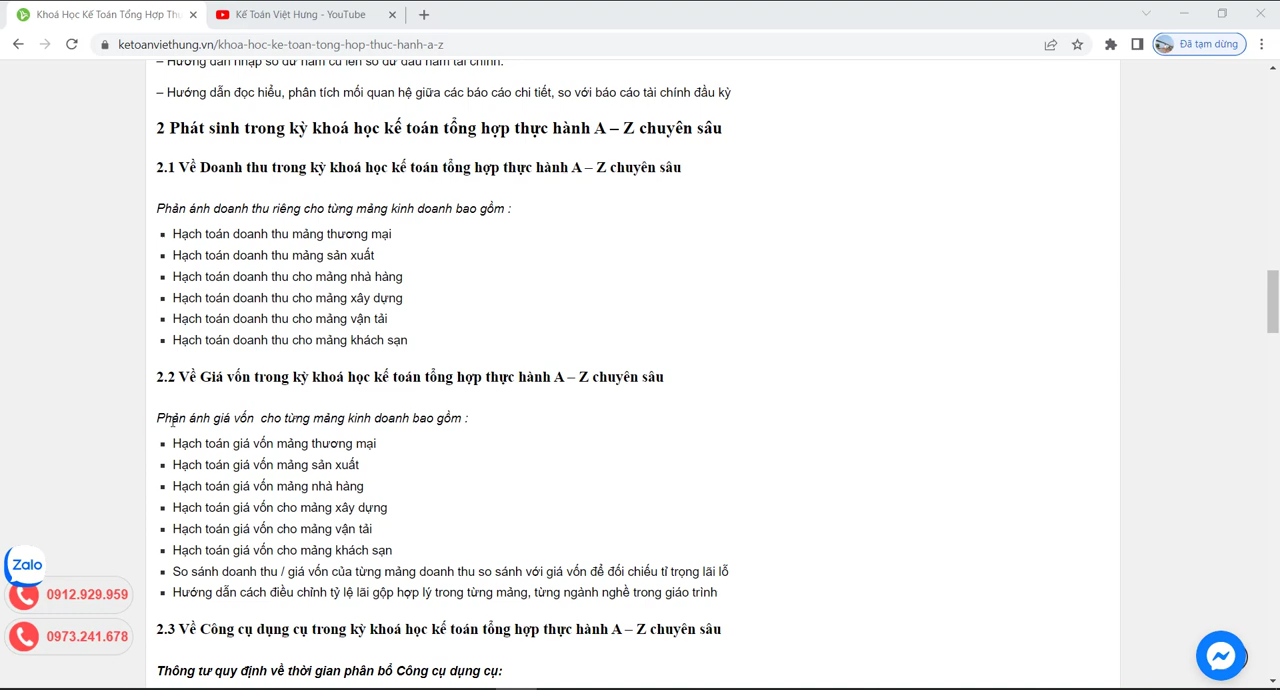 Khoá Học Kế Toán Tổng Hợp Thự
Kế Toán Việt Hưng - YouTube
ketoanviethung.vn/khoa-hoc-ke-toan-tong-hop-thuc-hanh-a-z
Đã tạm dừng
– Hướng dẫn nhập số dư năm cũ lên số dư đầu năm tài chính.
– Hướng dẫn đọc hiểu, phân tích mối quan hệ giữa các báo cáo chi tiết, so với báo cáo tài chính đầu kỳ
2 Phát sinh trong kỳ khoá học kế toán tổng hợp thực hành A – Z chuyên sâu
2.1 Về Doanh thu trong kỳ khoá học kế toán tổng hợp thực hành A – Z chuyên sâu
Phản ánh doanh thu riêng cho từng mảng kinh doanh bao gồm :
▪ Hạch toán doanh thu mảng thương mại
▪ Hạch toán doanh thu mảng sản xuất
▪ Hạch toán doanh thu cho mảng nhà hàng
▪ Hạch toán doanh thu cho mảng xây dựng
▪ Hạch toán doanh thu cho mảng vận tải
▪ Hạch toán doanh thu cho mảng khách sạn
2.2 Về Giá vốn trong kỳ khoá học kế toán tổng hợp thực hành A – Z chuyên sâu
Phản ánh giá vốn cho từng mảng kinh doanh bao gồm :
▪ Hạch toán giá vốn mảng thương mại
▪ Hạch toán giá vốn mảng sản xuất
▪ Hạch toán giá vốn mảng nhà hàng
▪ Hạch toán giá vốn cho mảng xây dựng
▪ Hạch toán giá vốn cho mảng vận tải
▪ Hạch toán giá vốn cho mảng khách sạn
▪ So sánh doanh thu / giá vốn của từng mảng doanh thu so sánh với giá vốn để đối chiếu tỉ trọng lãi lỗ
▪ Hướng dẫn cách điều chỉnh tỷ lệ lãi gộp hợp lý trong từng mảng, từng ngành nghề trong giáo trình
2.3 Về Công cụ dụng cụ trong kỳ khoá học kế toán tổng hợp thực hành A – Z chuyên sâu
Thông tư quy định về thời gian phân bổ Công cụ dụng cụ:
Zalo
0912.929.959
0973.241.678